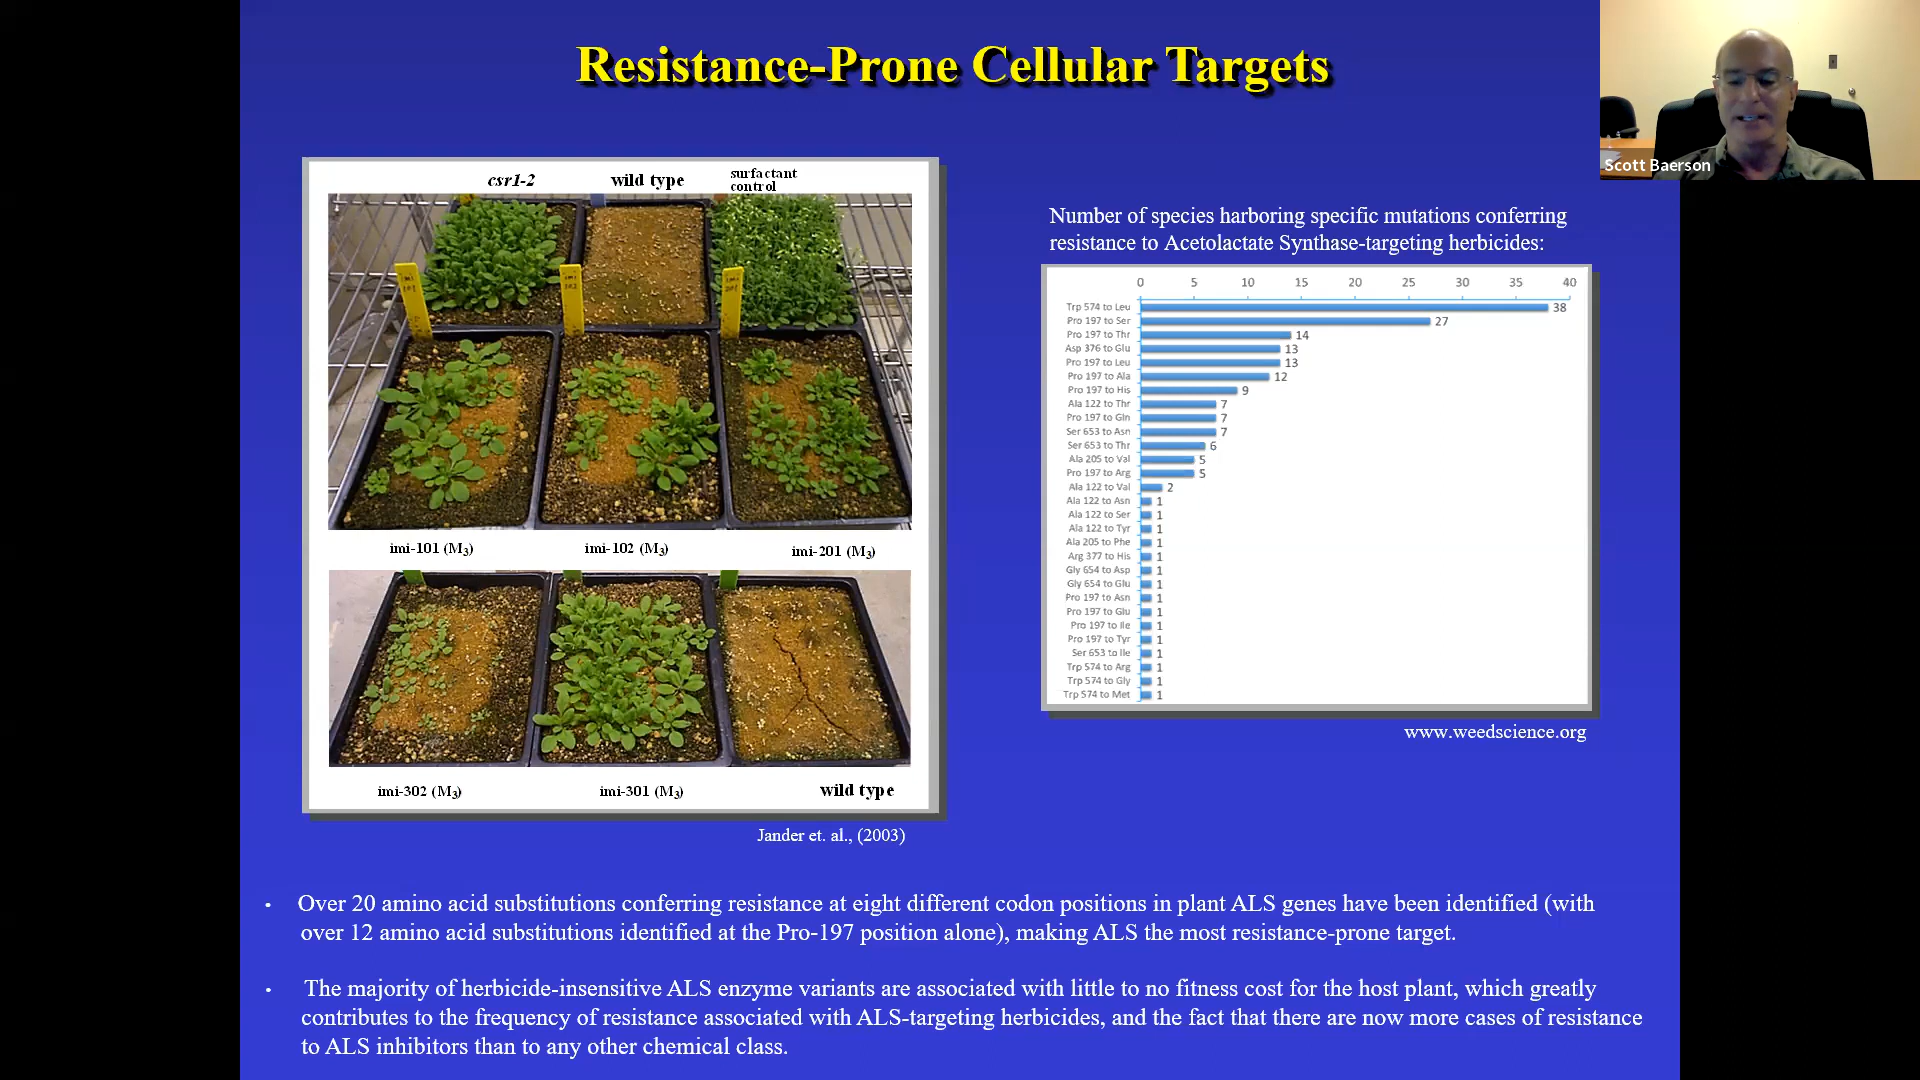 Resistance-Prone Cellular Targets
Scott Baerson
csr1-2
wild type
surfactant
control
imi-101 (M3)
imi-102 (M3)
imi-201 (M3)
imi-302 (M3)
imi-301 (M3)
wild type
Jander et. al., (2003)
Number of species harboring specific mutations conferring
resistance to Acetolactate Synthase-targeting herbicides:
0 5 10 15 20 25 30 35 40
Trp 574 to Leu 38
Pro 197 to Ser 27
Pro 197 to Thr 14
Asp 376 to Glu 13
Pro 197 to Leu 13
Pro 197 to Ala 12
Pro 197 to His 9
Ala 122 to Thr 7
Pro 197 to Gln 7
Ser 653 to Asn 7
Ser 653 to Thr 6
Ala 205 to Val 5
Pro 197 to Arg 5
Ala 122 to Val 2
Ala 122 to Asn 1
Ala 122 to Ser 1
Ala 122 to Tyr 1
Ala 205 to Phe 1
Arg 377 to His 1
Gly 654 to Asp 1
Gly 654 to Glu 1
Pro 197 to Asn 1
Pro 197 to Glu 1
Pro 197 to Ile 1
Pro 197 to Tyr 1
Ser 653 to Ile 1
Trp 574 to Arg 1
Trp 574 to Gly 1
Trp 574 to Met 1
www.weedscience.org
• Over 20 amino acid substitutions conferring resistance at eight different codon positions in plant ALS genes have been identified (with
over 12 amino acid substitutions identified at the Pro-197 position alone), making ALS the most resistance-prone target.
• The majority of herbicide-insensitive ALS enzyme variants are associated with little to no fitness cost for the host plant, which greatly
contributes to the frequency of resistance associated with ALS-targeting herbicides, and the fact that there are now more cases of resistance
to ALS inhibitors than to any other chemical class.